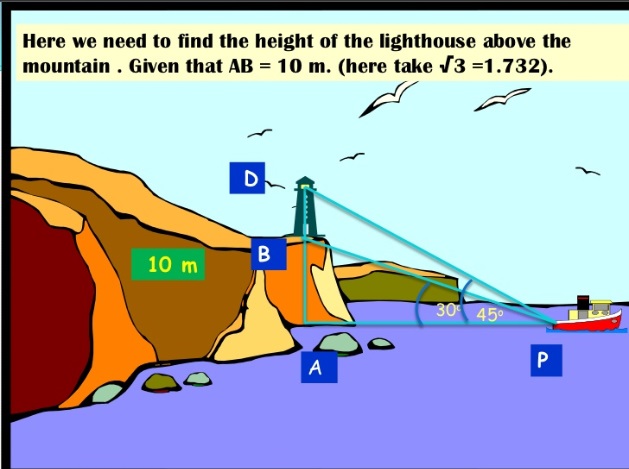 Here we need to find the height of the lighthouse above the
mountain . Given that AB = 10 m. (here take √3 =1.732).
D
B
10 m
30° 45°
A
P